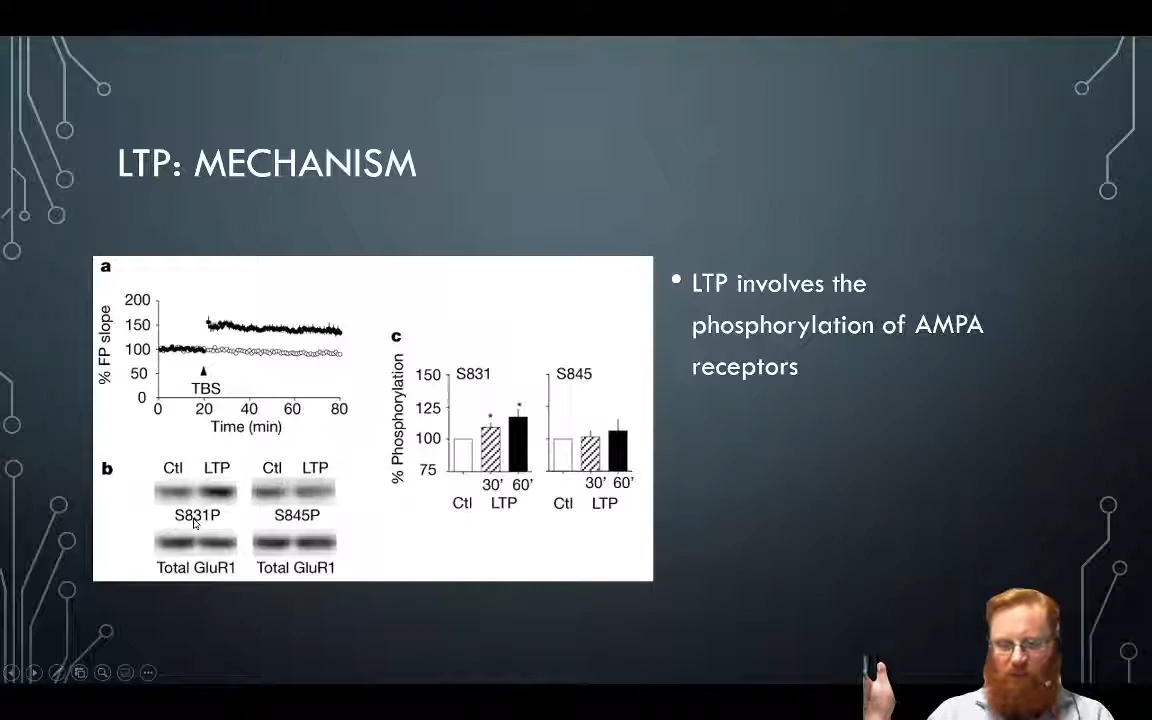 LTP: MECHANISM
a
% FP slope
200
150
100
50
0
TBS
0 20 40 60 80
Time (min)
b
Ctl LTP Ctl LTP
S831P S845P
Total GluR1 Total GluR1
c
% Phosphorylation
150
125
100
75
S831 S845
30' 60' 30' 60'
Ctl LTP Ctl LTP
• LTP involves the
phosphorylation of AMPA
receptors